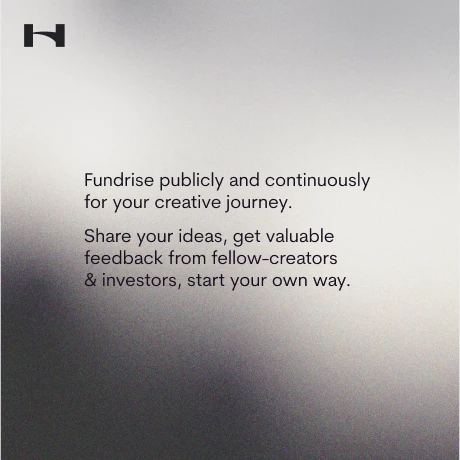 H
Fundrise publicly and continuously
for your creative journey.
Share your ideas, get valuable
feedback from fellow-creators
& investors, start your own way.